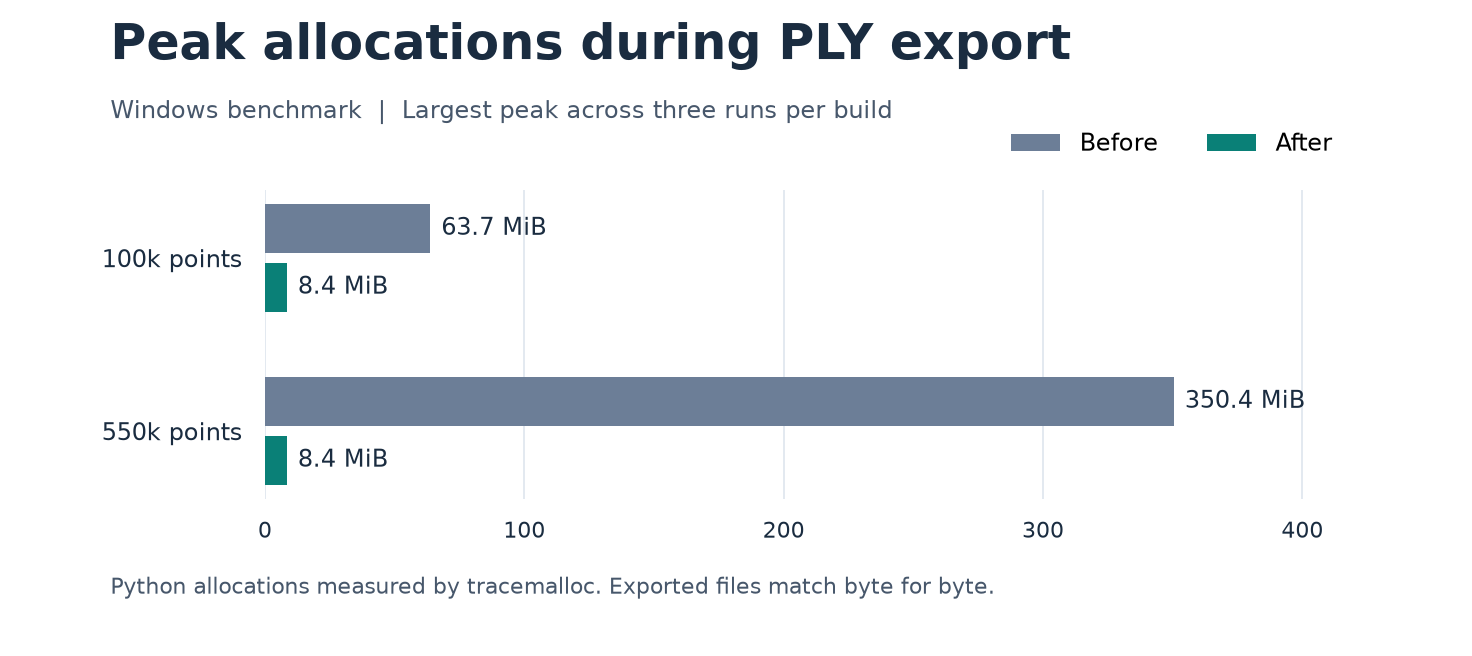 Peak allocations during PLY export
Windows benchmark | Largest peak across three runs per build
Before After
63.7 MiB
100k points
8.4 MiB
350.4 MiB
550k points
8.4 MiB
0 100 200 300 400
Python allocations measured by tracemalloc. Exported files match byte for byte.